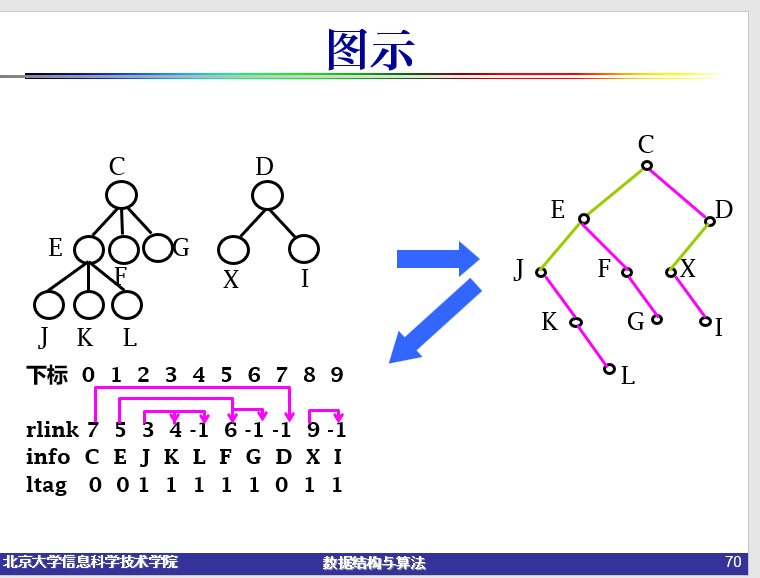 图示
C D
E F G X I
J K L
C
E D
J F X
K G I
L
下标 0 1 2 3 4 5 6 7 8 9
rlink 7 5 3 4 -1 6 -1 -1 9 -1
info C E J K L F G D X I
ltag 0 0 1 1 1 1 1 0 1 1
北京大学信息科学技术学院 数据结构与算法 70